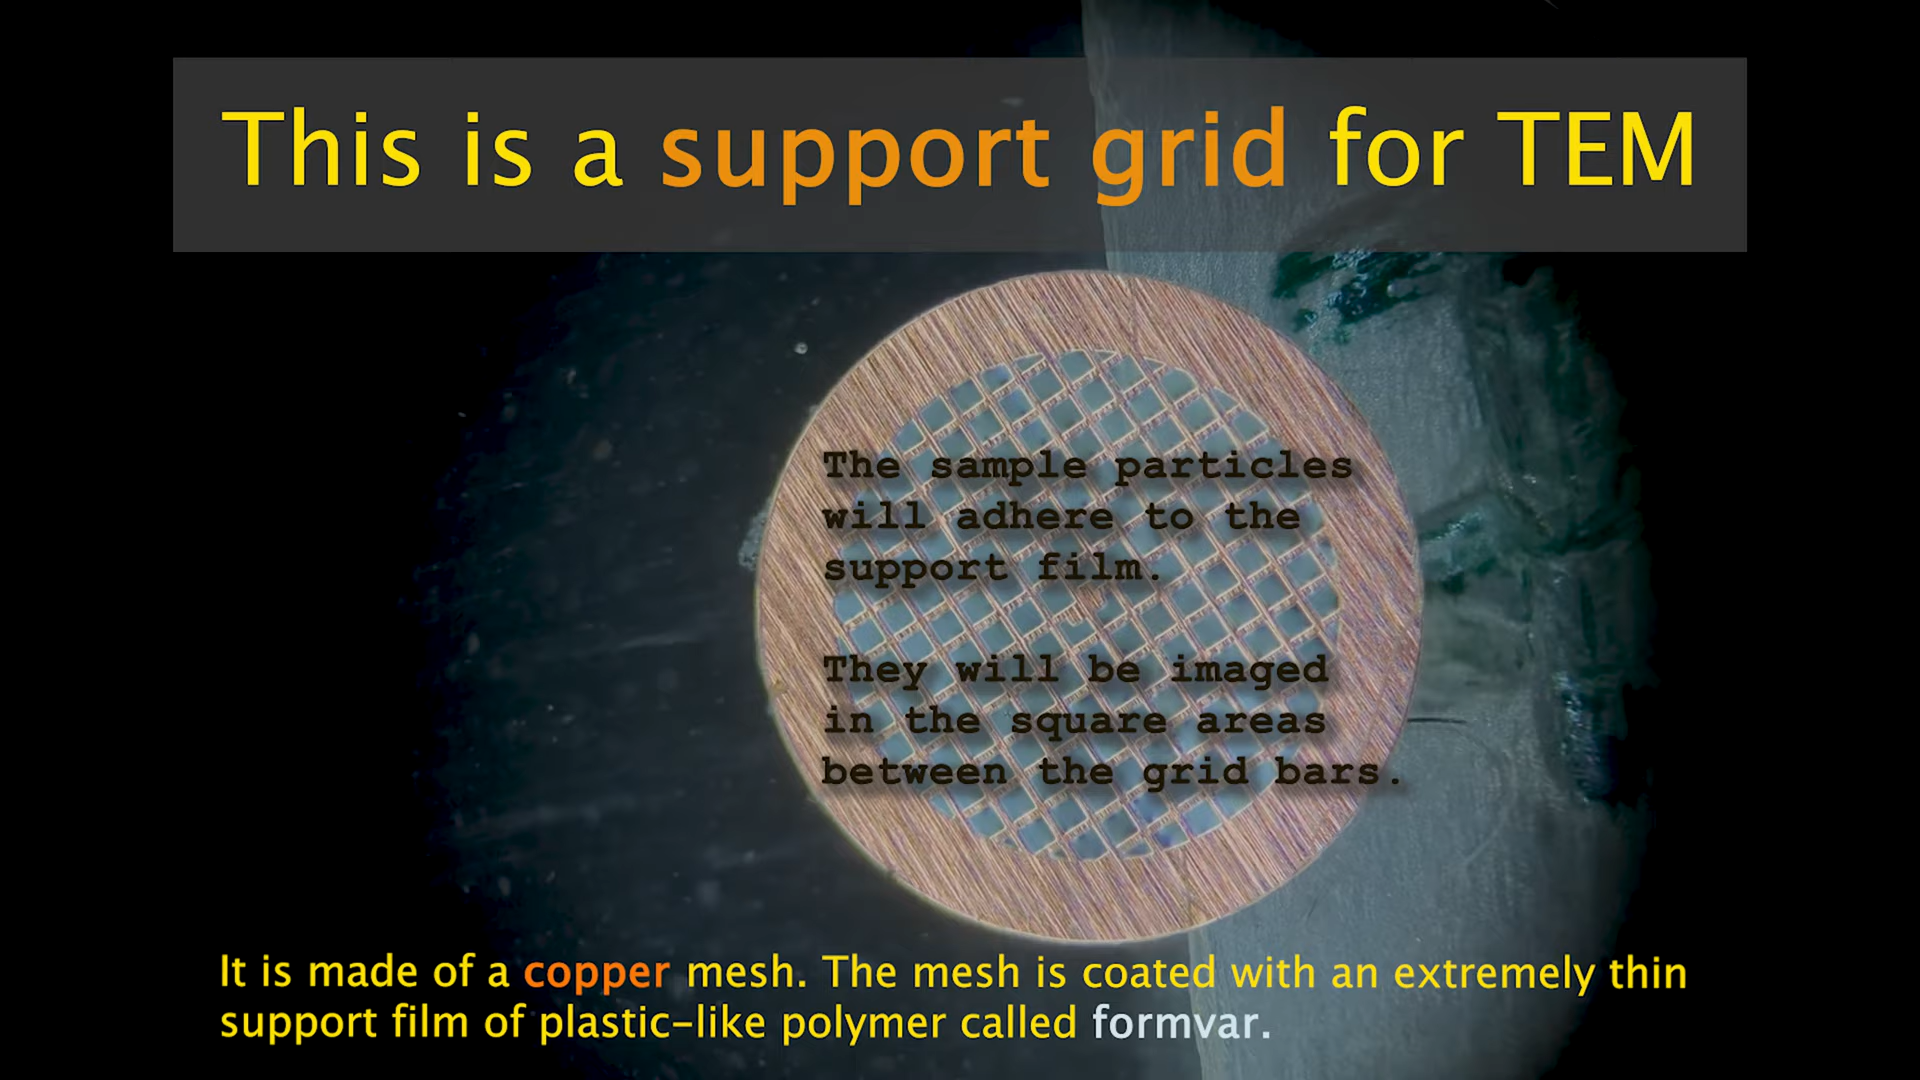 This is a support grid for TEM
The sample particles
will adhere to the
support film.
They will be imaged
in the square areas
between the grid bars.
It is made of a copper mesh. The mesh is coated with an extremely thin
support film of plastic-like polymer called formvar.